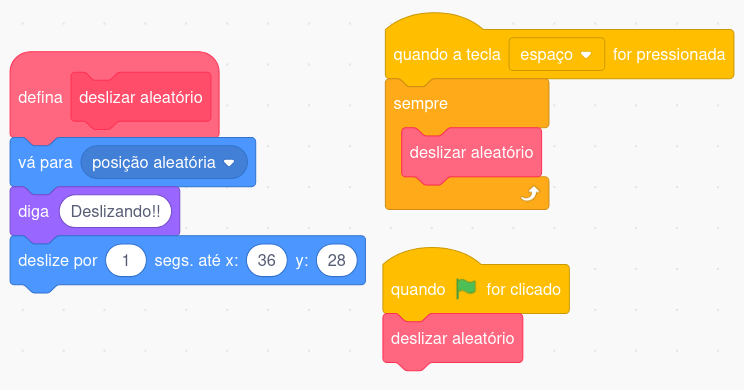 defina deslizar aleatório
vá para posição aleatória
diga Deslizando!!
deslize por 1 segs. até x: 36 y: 28
quando a tecla espaço for pressionada
sempre
deslizar aleatório
quando for clicado
deslizar aleatório